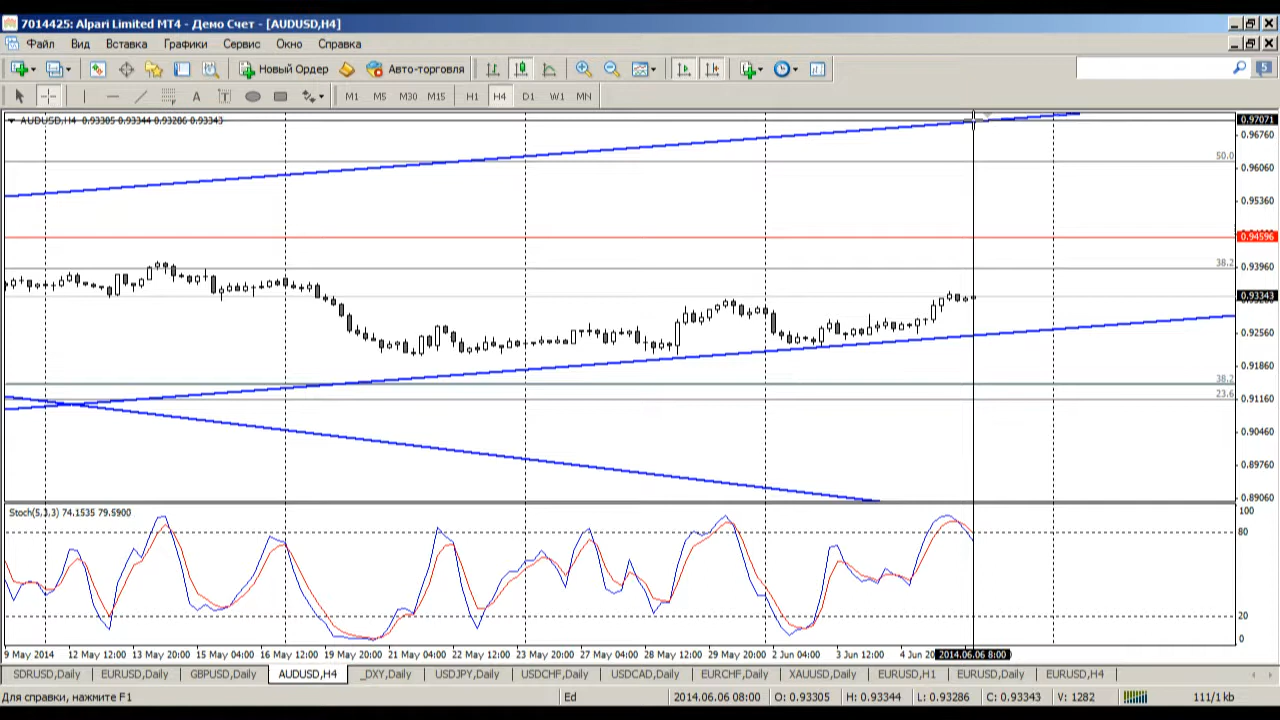 7014425: Alpari Limited MT4 - Демо Счет - [AUDUSD,H4]
Файл Вид Вставка Графики Сервис Окно Справка
Новый Ордер Авто-торговля 5
A T M1 M5 M30 M15 H1 H4 D1 W1 MN
AUDUSD,H4 0.93305 0.93344 0.93286 0.93343
0.97071
0.96760
50.0
0.96060
0.95360
0.94596
38.2
0.93960
0.93343
0.92560
0.91860
38.2
23.6
0.91160
0.90460
0.89760
0.89060
Stoch(5,3,3) 74.1535 79.5900
100
80
20
0
9 May 2014 12 May 12:00 13 May 20:00 15 May 04:00 16 May 12:00 19 May 20:00 21 May 04:00 22 May 12:00 23 May 20:00 27 May 04:00 28 May 12:00 29 May 20:00 2 Jun 04:00 3 Jun 12:00 4 Jun 20 2014.06.06 8:00
SDRUSD,Daily EURUSD,Daily GBPUSD,Daily AUDUSD,H4 _DXY,Daily USDJPY,Daily USDCHF,Daily USDCAD,Daily EURCHF,Daily XAUUSD,Daily EURUSD,H1 EURUSD,Daily EURUSD,H4
Для справки, нажмите F1 Ed 2014.06.06 08:00 O: 0.93305 H: 0.93344 L: 0.93286 C: 0.93343 V: 1282 111/1 kb